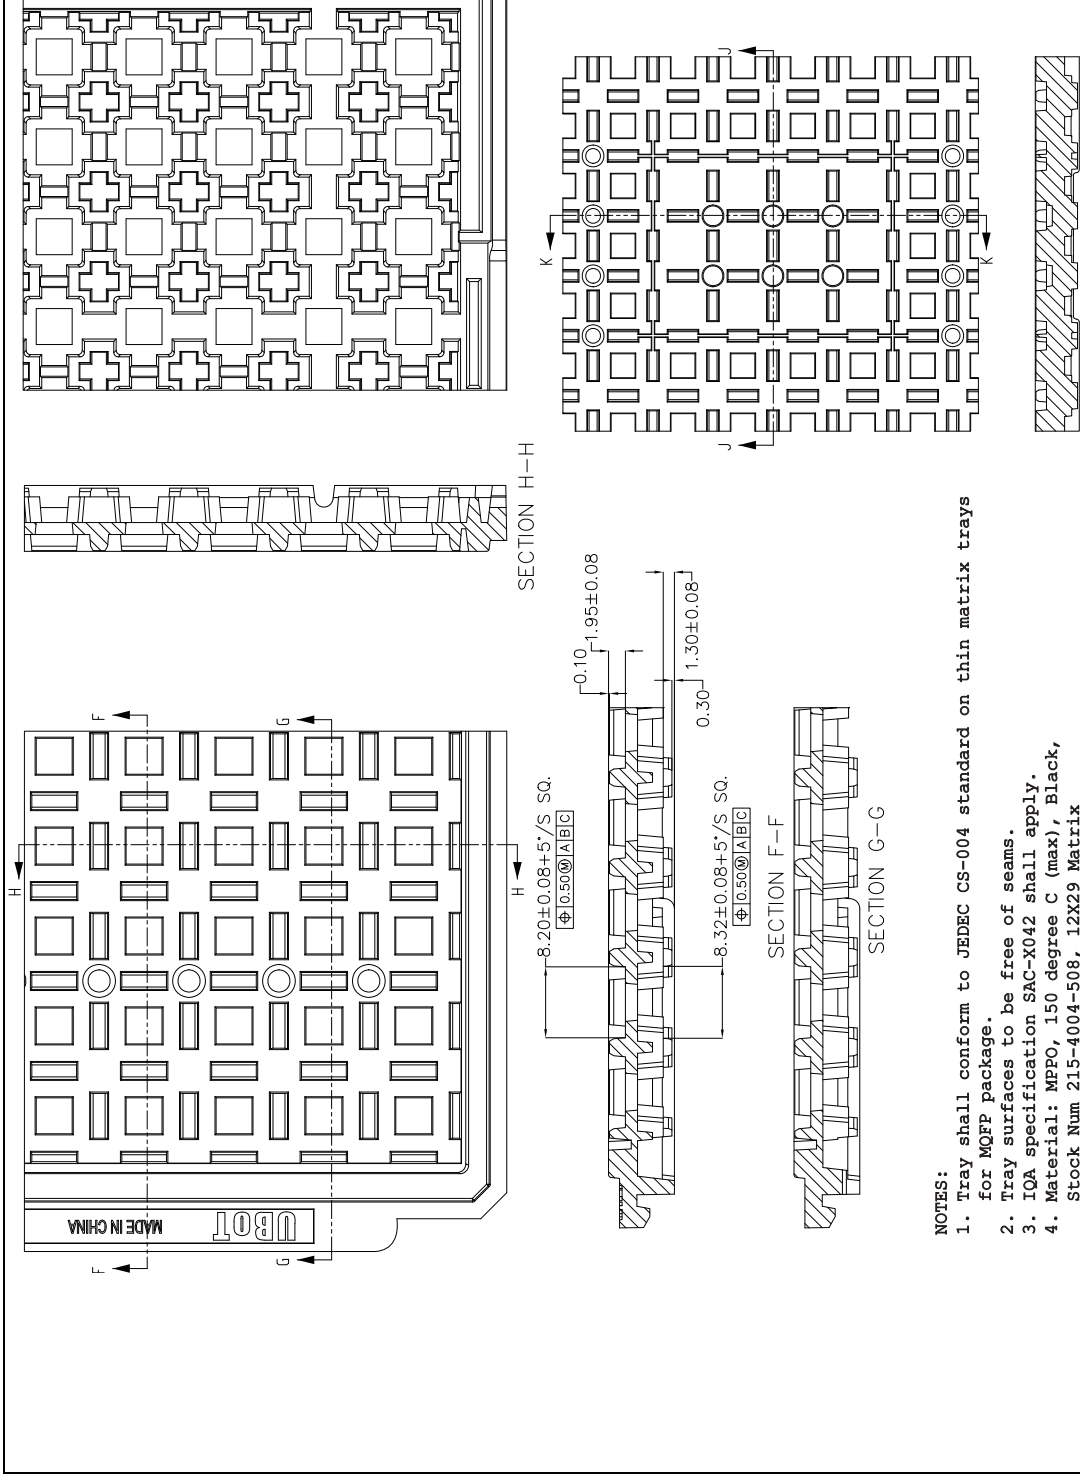 J
J
K
K
SECTION H-H
F
F
G
G
H
H
MADE IN CHINA
UBOT
0.10
1.95±0.08
1.30±0.08
0.30
8.20±0.08+5°/S SQ.
⌖ 0.50Ⓜ A B C
8.32±0.08+5°/S SQ.
⌖ 0.50Ⓜ A B C
SECTION F-F
SECTION G-G
NOTES:
1. Tray shall conform to JEDEC CS-004 standard on thin matrix trays
for MQFP package.
2. Tray surfaces to be free of seams.
3. IQA specification SAC-X042 shall apply.
4. Material: MPPO, 150 degree C (max), Black,
Stock Num 215-4004-508, 12X29 Matrix